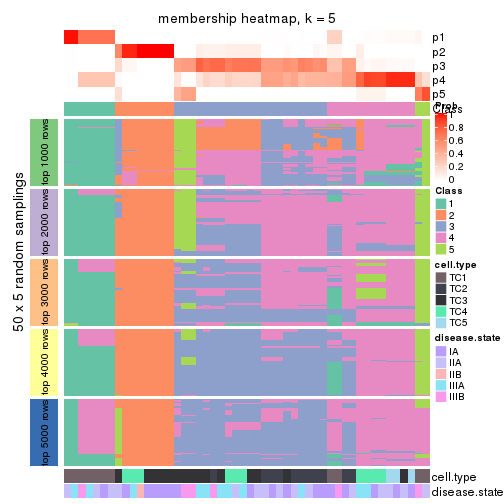 membership heatmap, k = 5
p1
p2
p3
p4
p5
Prob
Class
1
0.8
0.6
0.4
0.2
0
Class
1
2
3
4
5
cell.type
TC1
TC2
TC3
TC4
TC5
disease.state
IA
IIA
IIB
IIIA
IIIB
50 x 5 random samplings
top 1000 rows
top 2000 rows
top 3000 rows
top 4000 rows
top 5000 rows
cell.type
disease.state